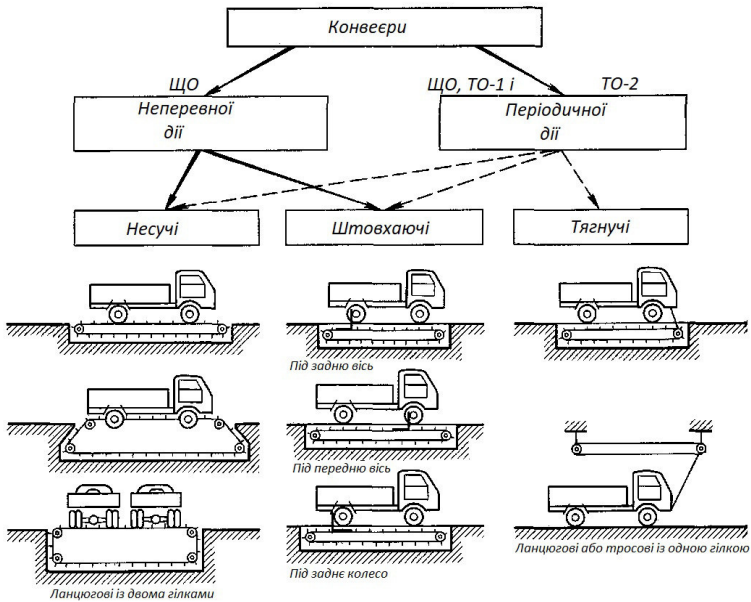 Конвеєри
ЩО
ЩО, ТО-1 і
ТО-2
Неперевної
дії
Періодичної
дії
Несучі
Штовхаючі
Тягнучі
Під задню вісь
Під передню вісь
Ланцюгові або тросові із одною гілкою
Під заднє колесо
Ланцюгові із двома гілками